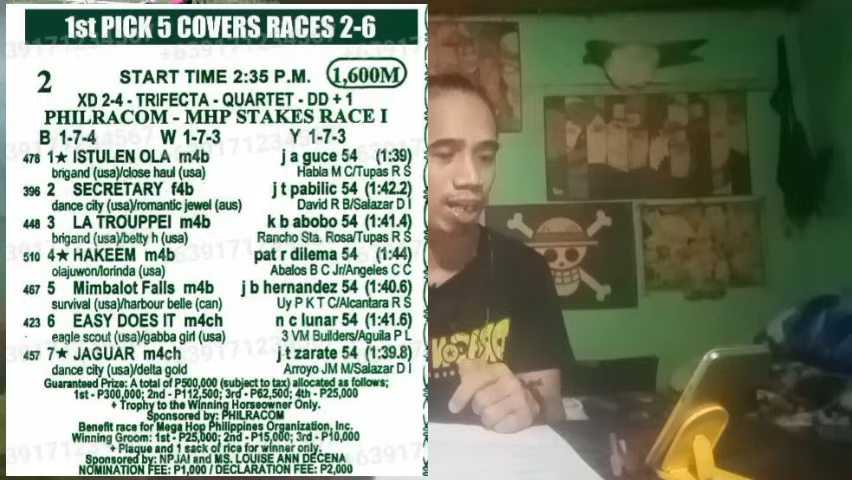 1st PICK 5 COVERS RACES 2-6
2 START TIME 2:35 P.M. 1,600M
XD 2-4 - TRIFECTA - QUARTET - DD + 1
PHILRACOM - MHP STAKES RACE I
B 1-7-4 W 1-7-3 Y 1-7-3
478 1★ ISTULEN OLA m4b j a guce 54 (1:39)
brigand (usa)/close haul (usa) Habla M C/Tupas R S
396 2 SECRETARY f4b j t pabilic 54 (1:42.2)
dance city (usa)/romantic jewel (aus) David R B/Salazar D I
448 3 LA TROUPPEI m4b k b abobo 54 (1:41.4)
brigand (usa)/betty h (usa) Rancho Sta. Rosa/Tupas R S
510 4★ HAKEEM m4b pat r dilema 54 (1:44)
olajuwon/lorinda (usa) Abalos B C Jr/Angeles C C
467 5 Mimbalot Falls m4b j b hernandez 54 (1:40.6)
survival (usa)/harbour belle (can) Uy P K T C/Alcantara R S
423 6 EASY DOES IT m4ch n c lunar 54 (1:41.6)
eagle scout (usa)/gabba girl (usa) 3 VM Builders/Aguila P L
457 7★ JAGUAR m4ch j t zarate 54 (1:39.8)
dance city (usa)/delta gold Arroyo JM M/Salazar D I
Guaranteed Prize: A total of P500,000 (subject to tax) allocated as follows;
1st - P300,000; 2nd - P112,500; 3rd - P62,500; 4th - P25,000
+ Trophy to the Winning Horseowner Only.
Sponsored by: PHILRACOM
Benefit race for Mega Hop Philippines Organization, Inc.
Winning Groom: 1st - P25,000; 2nd - P15,000; 3rd - P10,000
+ Plaque and 1 sack of rice for winner only.
Sponsored by: NPJAI and MS. LOUISE ANN DECENA
NOMINATION FEE: P1,000 / DECLARATION FEE: P2,000